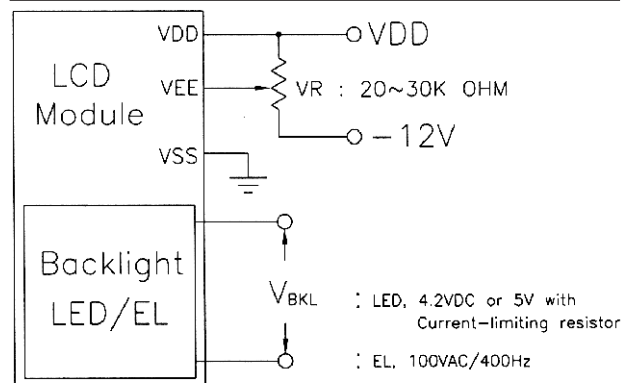 VDD
VDD
LCD
Module
VEE
VR : 20~30K OHM
-12V
VSS
Backlight
LED/EL
VBKL
: LED, 4.2VDC or 5V with
Current-limiting resistor
: EL, 100VAC/400Hz